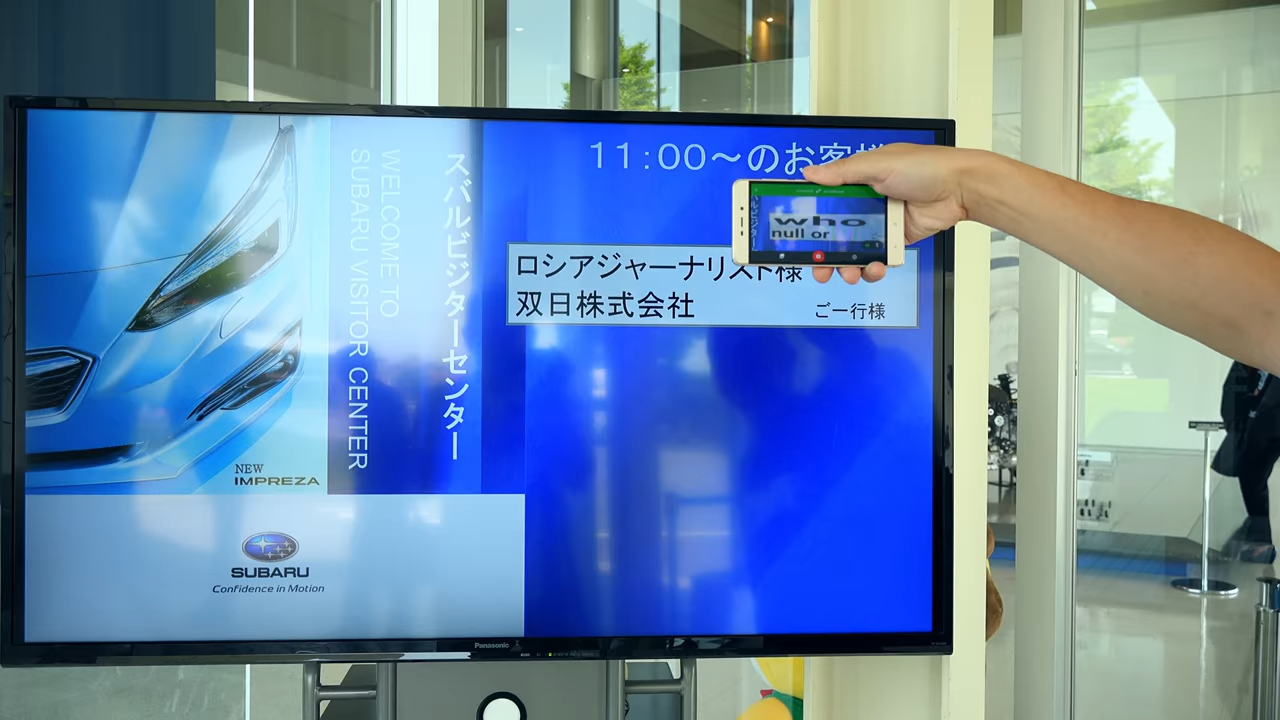 11:00～のお客様
ロシアジャーナリスト様
双日株式会社
ご一行様
スバルビジターセンター
WELCOME TO
SUBARU VISITOR CENTER
NEW
IMPREZA
SUBARU
Confidence in Motion
Panasonic
who
null or